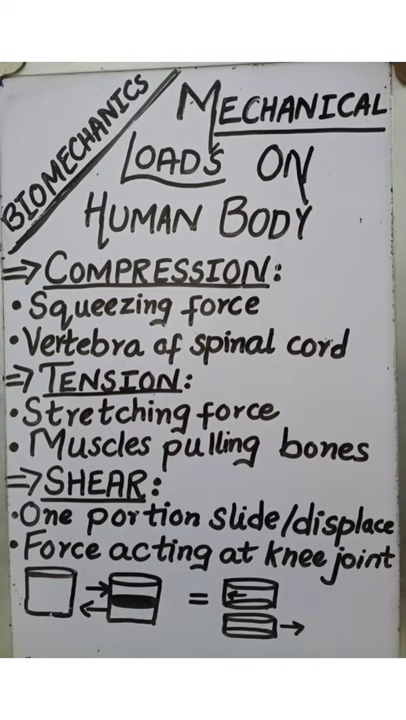 BIOMECHANICS
MECHANICAL
LOADS ON
HUMAN BODY
⇒ COMPRESSION:
• Squeezing force
• Vertebra of spinal cord
⇒ TENSION:
• Stretching force
• Muscles pulling bones
⇒ SHEAR:
• One portion slide/displace
• Force acting at knee joint
=